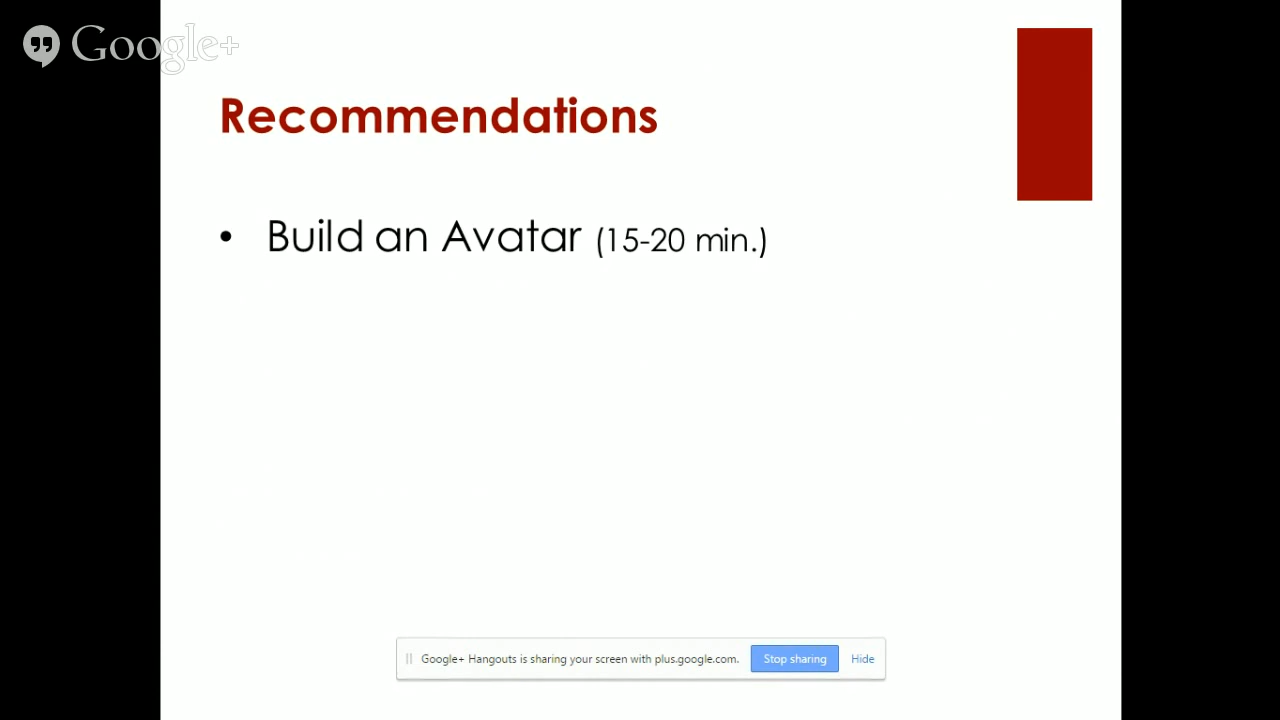 Google+
Recommendations
• Build an Avatar (15-20 min.)
Google+ Hangouts is sharing your screen with plus.google.com. Stop sharing Hide